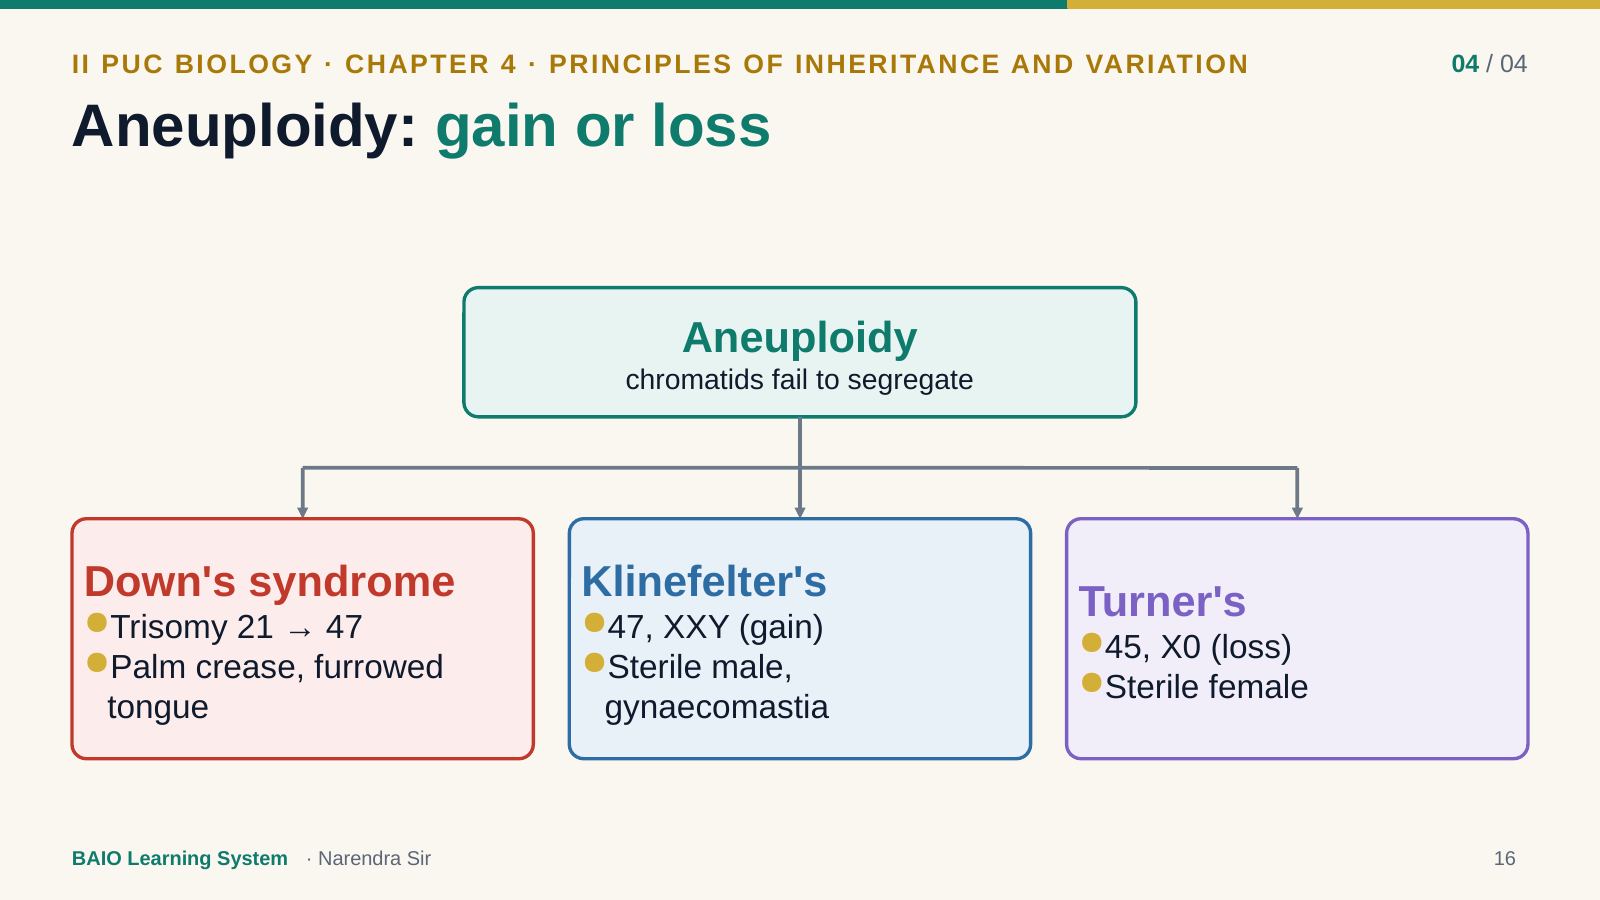 II PUC BIOLOGY · CHAPTER 4 · PRINCIPLES OF INHERITANCE AND VARIATION
04 / 04
Aneuploidy: gain or loss
Aneuploidy
chromatids fail to segregate
Down's syndrome
Trisomy 21 → 47
Palm crease, furrowed
tongue
Klinefelter's
47, XXY (gain)
Sterile male,
gynaecomastia
Turner's
45, X0 (loss)
Sterile female
BAIO Learning System · Narendra Sir
16